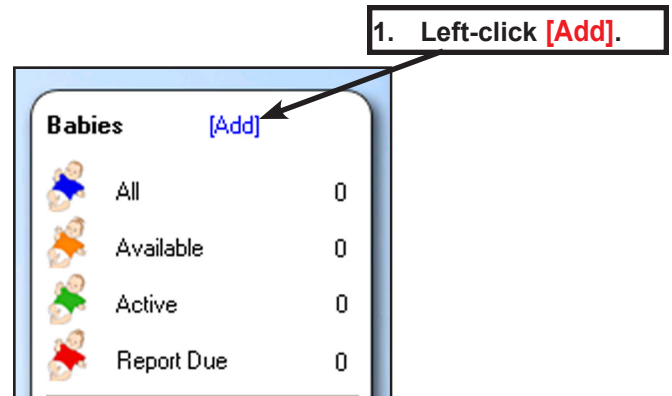 1. Left-click [Add].
Babies [Add]
All 0
Available 0
Active 0
Report Due 0